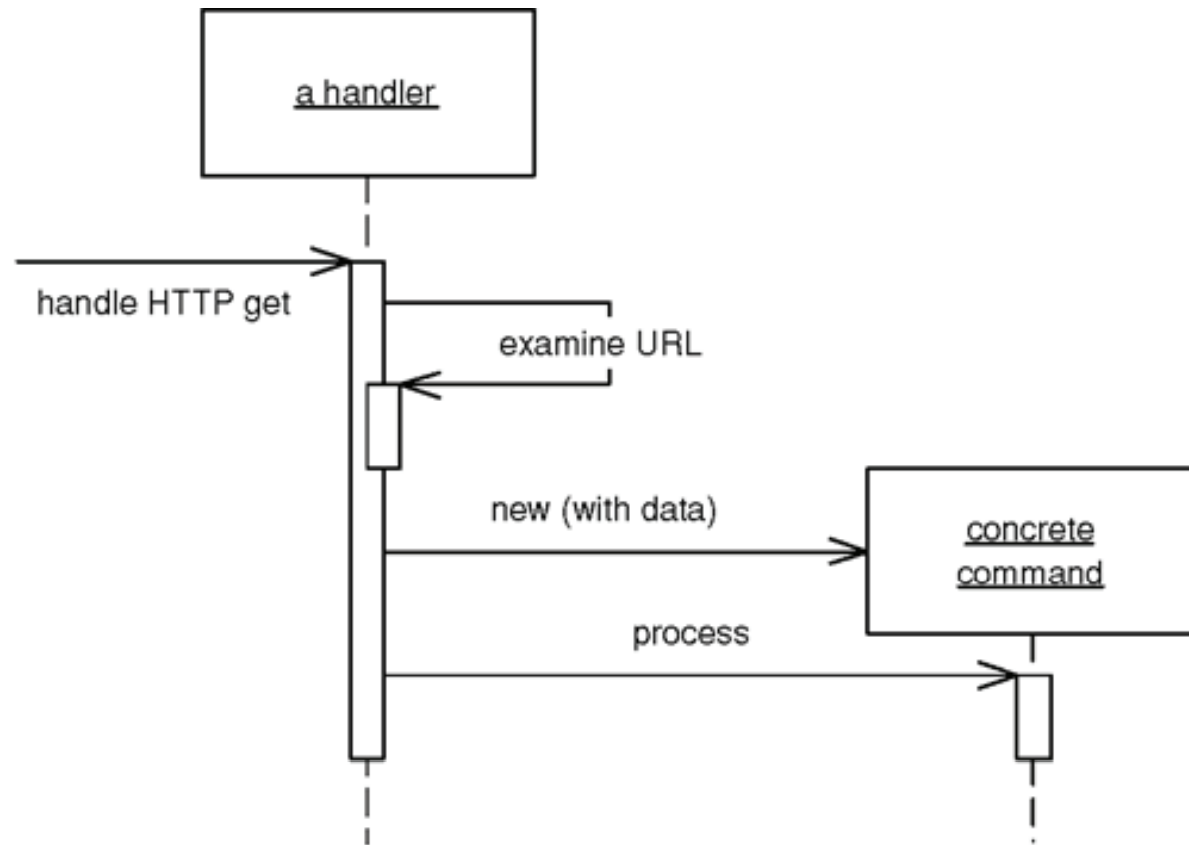 a handler
handle HTTP get
examine URL
new (with data)
concrete
command
process